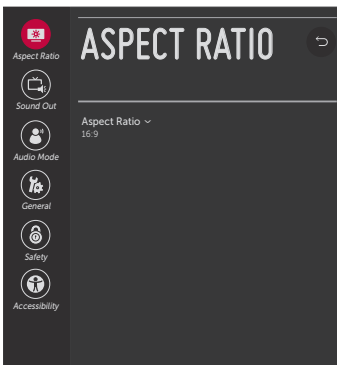 ASPECT RATIO
Aspect Ratio
Sound Out
Audio Mode
General
Safety
Accessibility
Aspect Ratio
16:9